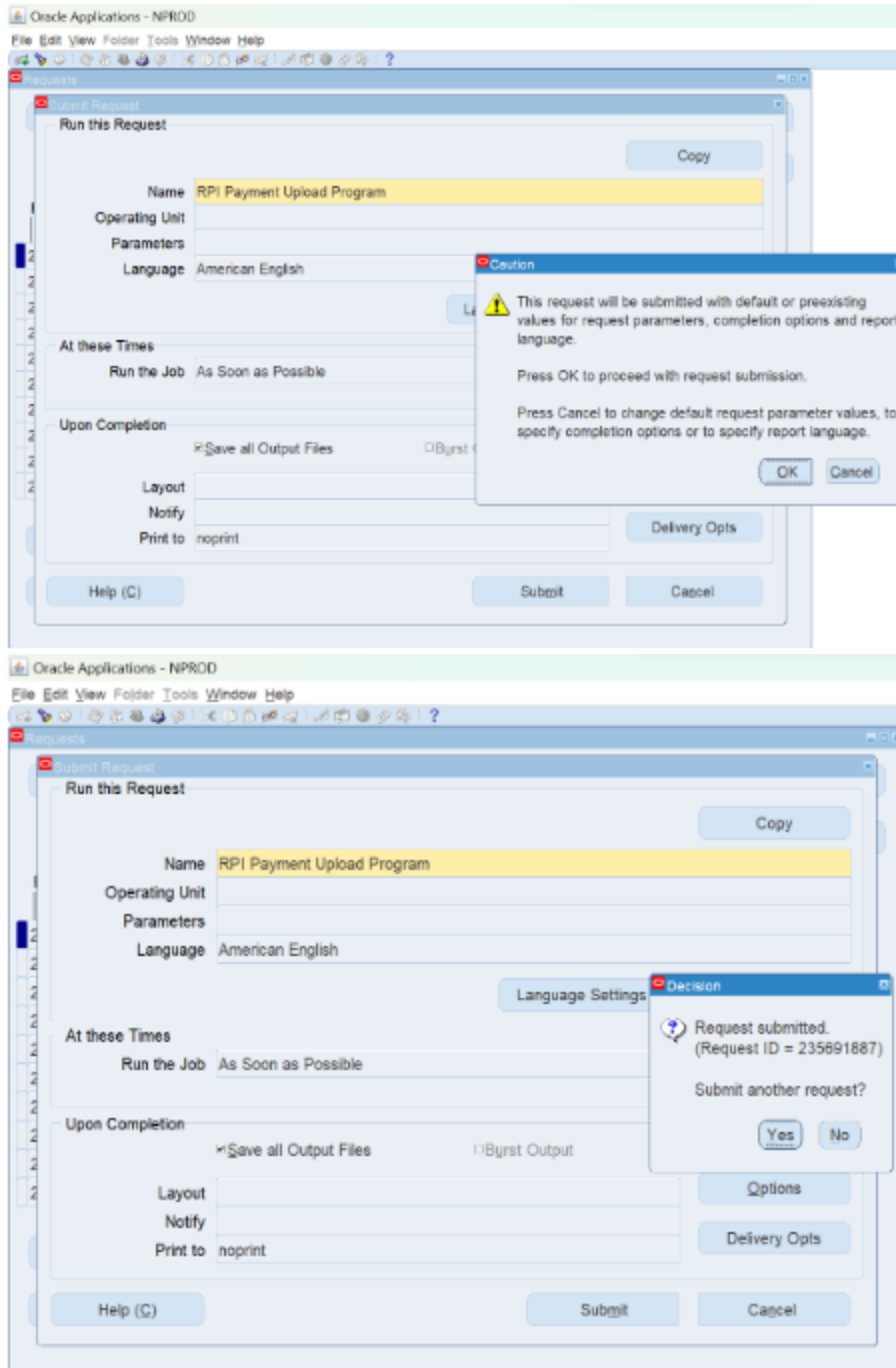 Oracle Applications - NPROD
File Edit View Folder Tools Window Help
Requests
Submit Request
Run this Request
Copy
Name RPI Payment Upload Program
Operating Unit
Parameters
Language American English
Caution
This request will be submitted with default or preexisting
values for request parameters, completion options and report
language.
Press OK to proceed with request submission.
Press Cancel to change default request parameter values, to
specify completion options or to specify report language.
OK Cancel
At these Times
Run the Job As Soon as Possible
Upon Completion
Save all Output Files
Layout
Notify
Print to noprint
Delivery Opts
Help (C) Submit Cancel
Oracle Applications - NPROD
File Edit View Folder Tools Window Help
Requests
Submit Request
Run this Request
Copy
Name RPI Payment Upload Program
Operating Unit
Parameters
Language American English
Language Settings
Decision
Request submitted.
(Request ID = 235691887)
Submit another request?
Yes No
At these Times
Run the Job As Soon as Possible
Upon Completion
Save all Output Files Burst Output
Layout
Options
Notify
Print to noprint
Delivery Opts
Help (C) Submit Cancel